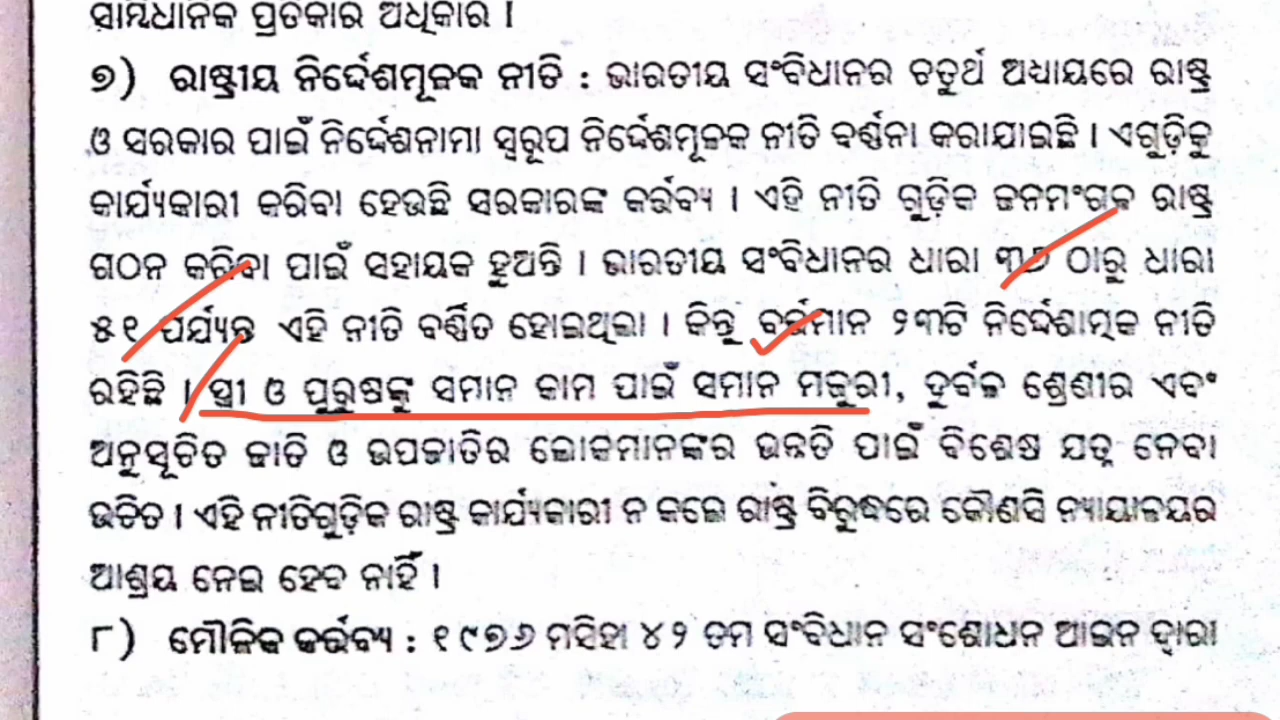 ସାମ୍ବିଧାନିକ ପ୍ରତିକାର ଅଧିକାର ।
୭) ରାଷ୍ଟ୍ରୀୟ ନିର୍ଦ୍ଦେଶମୂଳକ ନୀତି : ଭାରତୀୟ ସଂବିଧାନର ଚତୁର୍ଥ ଅଧ୍ୟାୟରେ ରାଷ୍ଟ୍ର
ଓ ସରକାର ପାଇଁ ନିର୍ଦ୍ଦେଶନାମା ସ୍ୱରୂପ ନିର୍ଦ୍ଦେଶମୂଳକ ନୀତି ବର୍ଣ୍ଣନା କରାଯାଇଛି । ଏଗୁଡ଼ିକୁ
କାର୍ଯ୍ୟକାରୀ କରିବା ହେଉଛି ସରକାରଙ୍କ କର୍ତ୍ତବ୍ୟ । ଏହି ନୀତି ଗୁଡ଼ିକ ଜନମଂଗଳ ରାଷ୍ଟ୍ର
ଗଠନ କରିବା ପାଇଁ ସହାୟକ ହୁଅନ୍ତି । ଭାରତୀୟ ସଂବିଧାନର ଧାରା ୩୬ ଠାରୁ ଧାରା
୫୧ ପର୍ଯ୍ୟନ୍ତ ଏହି ନୀତି ବର୍ଣ୍ଣିତ ହୋଇଥିଲା । କିନ୍ତୁ ବର୍ତ୍ତମାନ ୨୩ଟି ନିର୍ଦ୍ଦେଶାତ୍ମକ ନୀତି
ରହିଛି । ସ୍ତ୍ରୀ ଓ ପୁରୁଷଙ୍କୁ ସମାନ କାମ ପାଇଁ ସମାନ ମଜୁରୀ, ଦୁର୍ବଳ ଶ୍ରେଣୀର ଏବଂ
ଅନୁସୂଚିତ ଜାତି ଓ ଉପଜାତିର ଲୋକମାନଙ୍କର ଉନ୍ନତି ପାଇଁ ବିଶେଷ ଯତ୍ନ ନେବା
ଉଚିତ । ଏହି ନୀତିଗୁଡ଼ିକ ରାଷ୍ଟ୍ର କାର୍ଯ୍ୟକାରୀ ନ କଲେ ରାଷ୍ଟ୍ର ବିରୁଦ୍ଧରେ କୌଣସି ନ୍ୟାୟାଳୟର
ଆଶ୍ରୟ ନେଇ ହେବ ନାହିଁ ।
୮) ମୌଳିକ କର୍ତ୍ତବ୍ୟ : ୧୯୭୬ ମସିହା ୪୨ ତମ ସଂବିଧାନ ସଂଶୋଧନ ଆଇନ ଦ୍ୱାରା